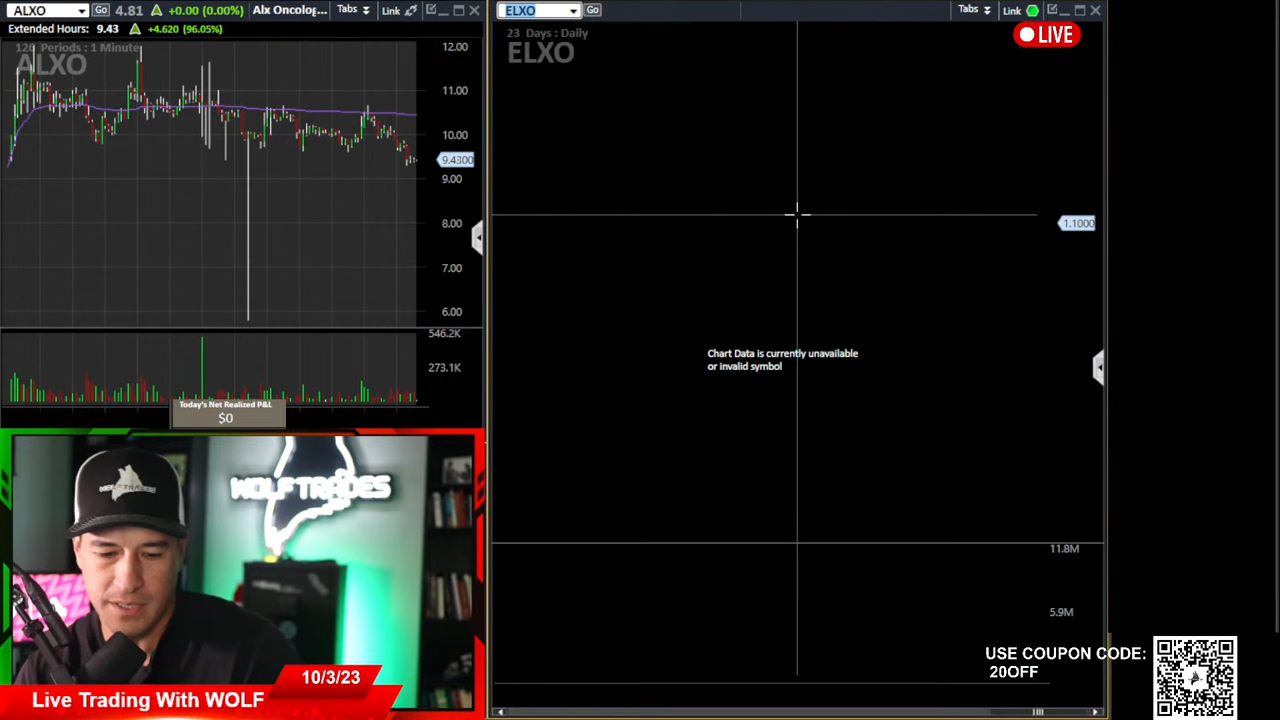 ALXO
Go
4.81
+0.00 (0.00%)
Alx Oncolog...
Tabs
Link
Extended Hours: 9.43 +4.620 (96.05%)
120 Periods : 1 Minute
ALXO
12.00
11.00
10.00
9.4300
9.00
8.00
7.00
6.00
546.2K
273.1K
Today's Net Realized P&L
$0
ELXO
Go
Tabs
Link
23 Days : Daily
ELXO
LIVE
1.1000
Chart Data is currently unavailable
or invalid symbol
11.8M
5.9M
WOLFTRADES
WOLFTRADES
10/3/23
Live Trading With WOLF
USE COUPON CODE:
20OFF